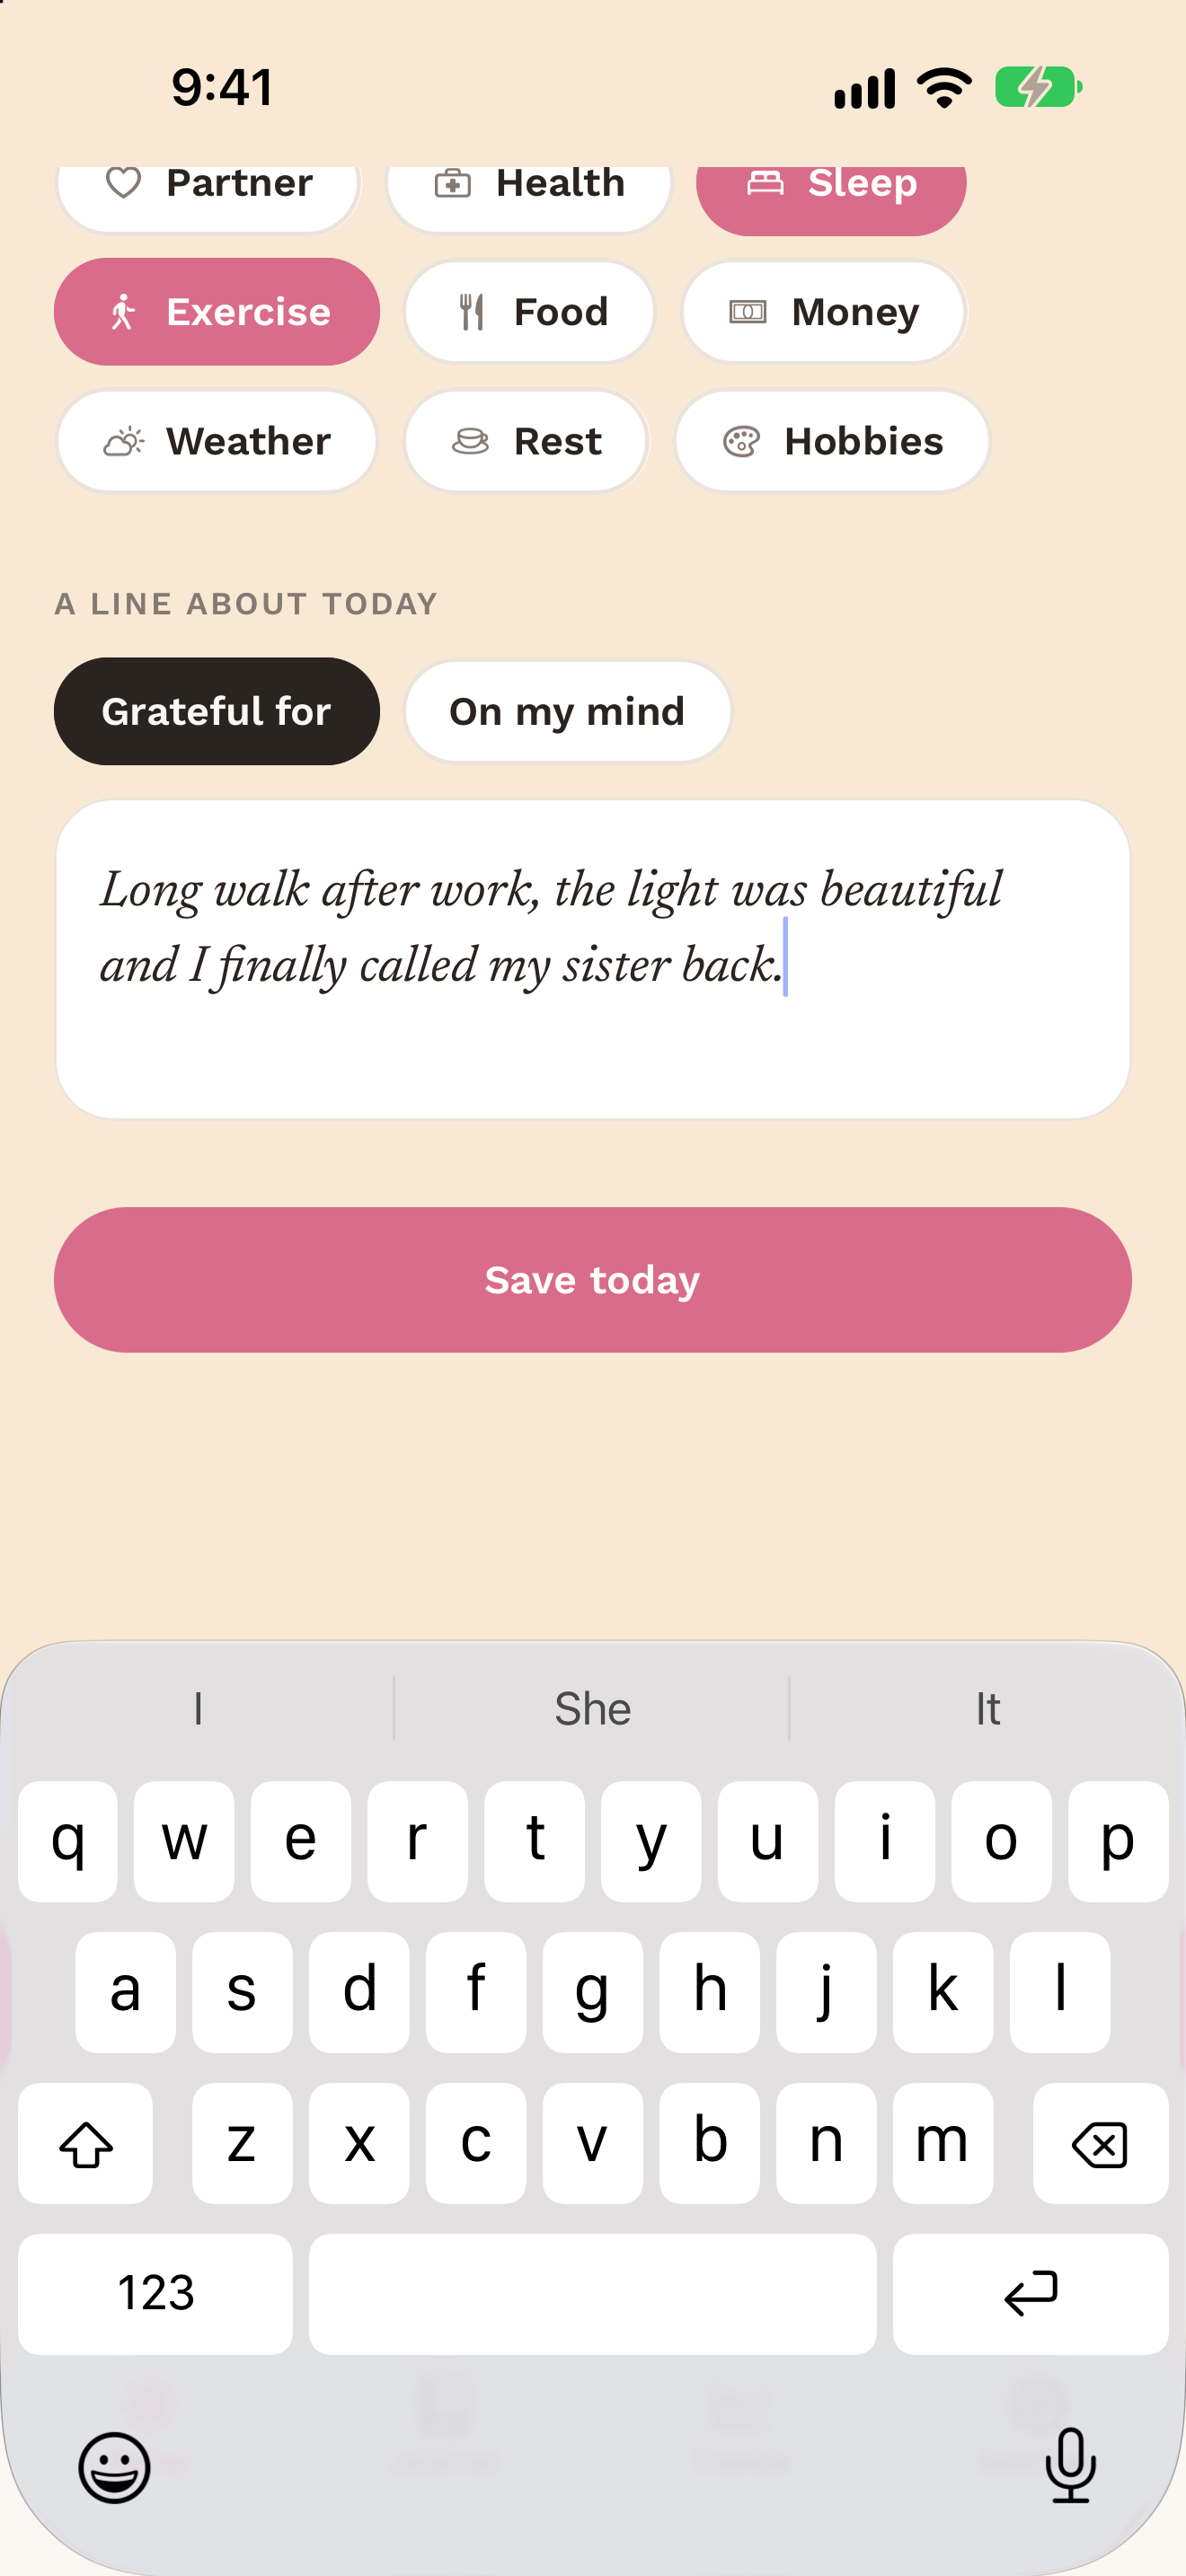 9:41
Partner Health Sleep
Exercise Food Money
Weather Rest Hobbies
A LINE ABOUT TODAY
Grateful for On my mind
Long walk after work, the light was beautiful
and I finally called my sister back.
Save today
I She It
q w e r t y u i o p
a s d f g h j k l
z x c v b n m
123